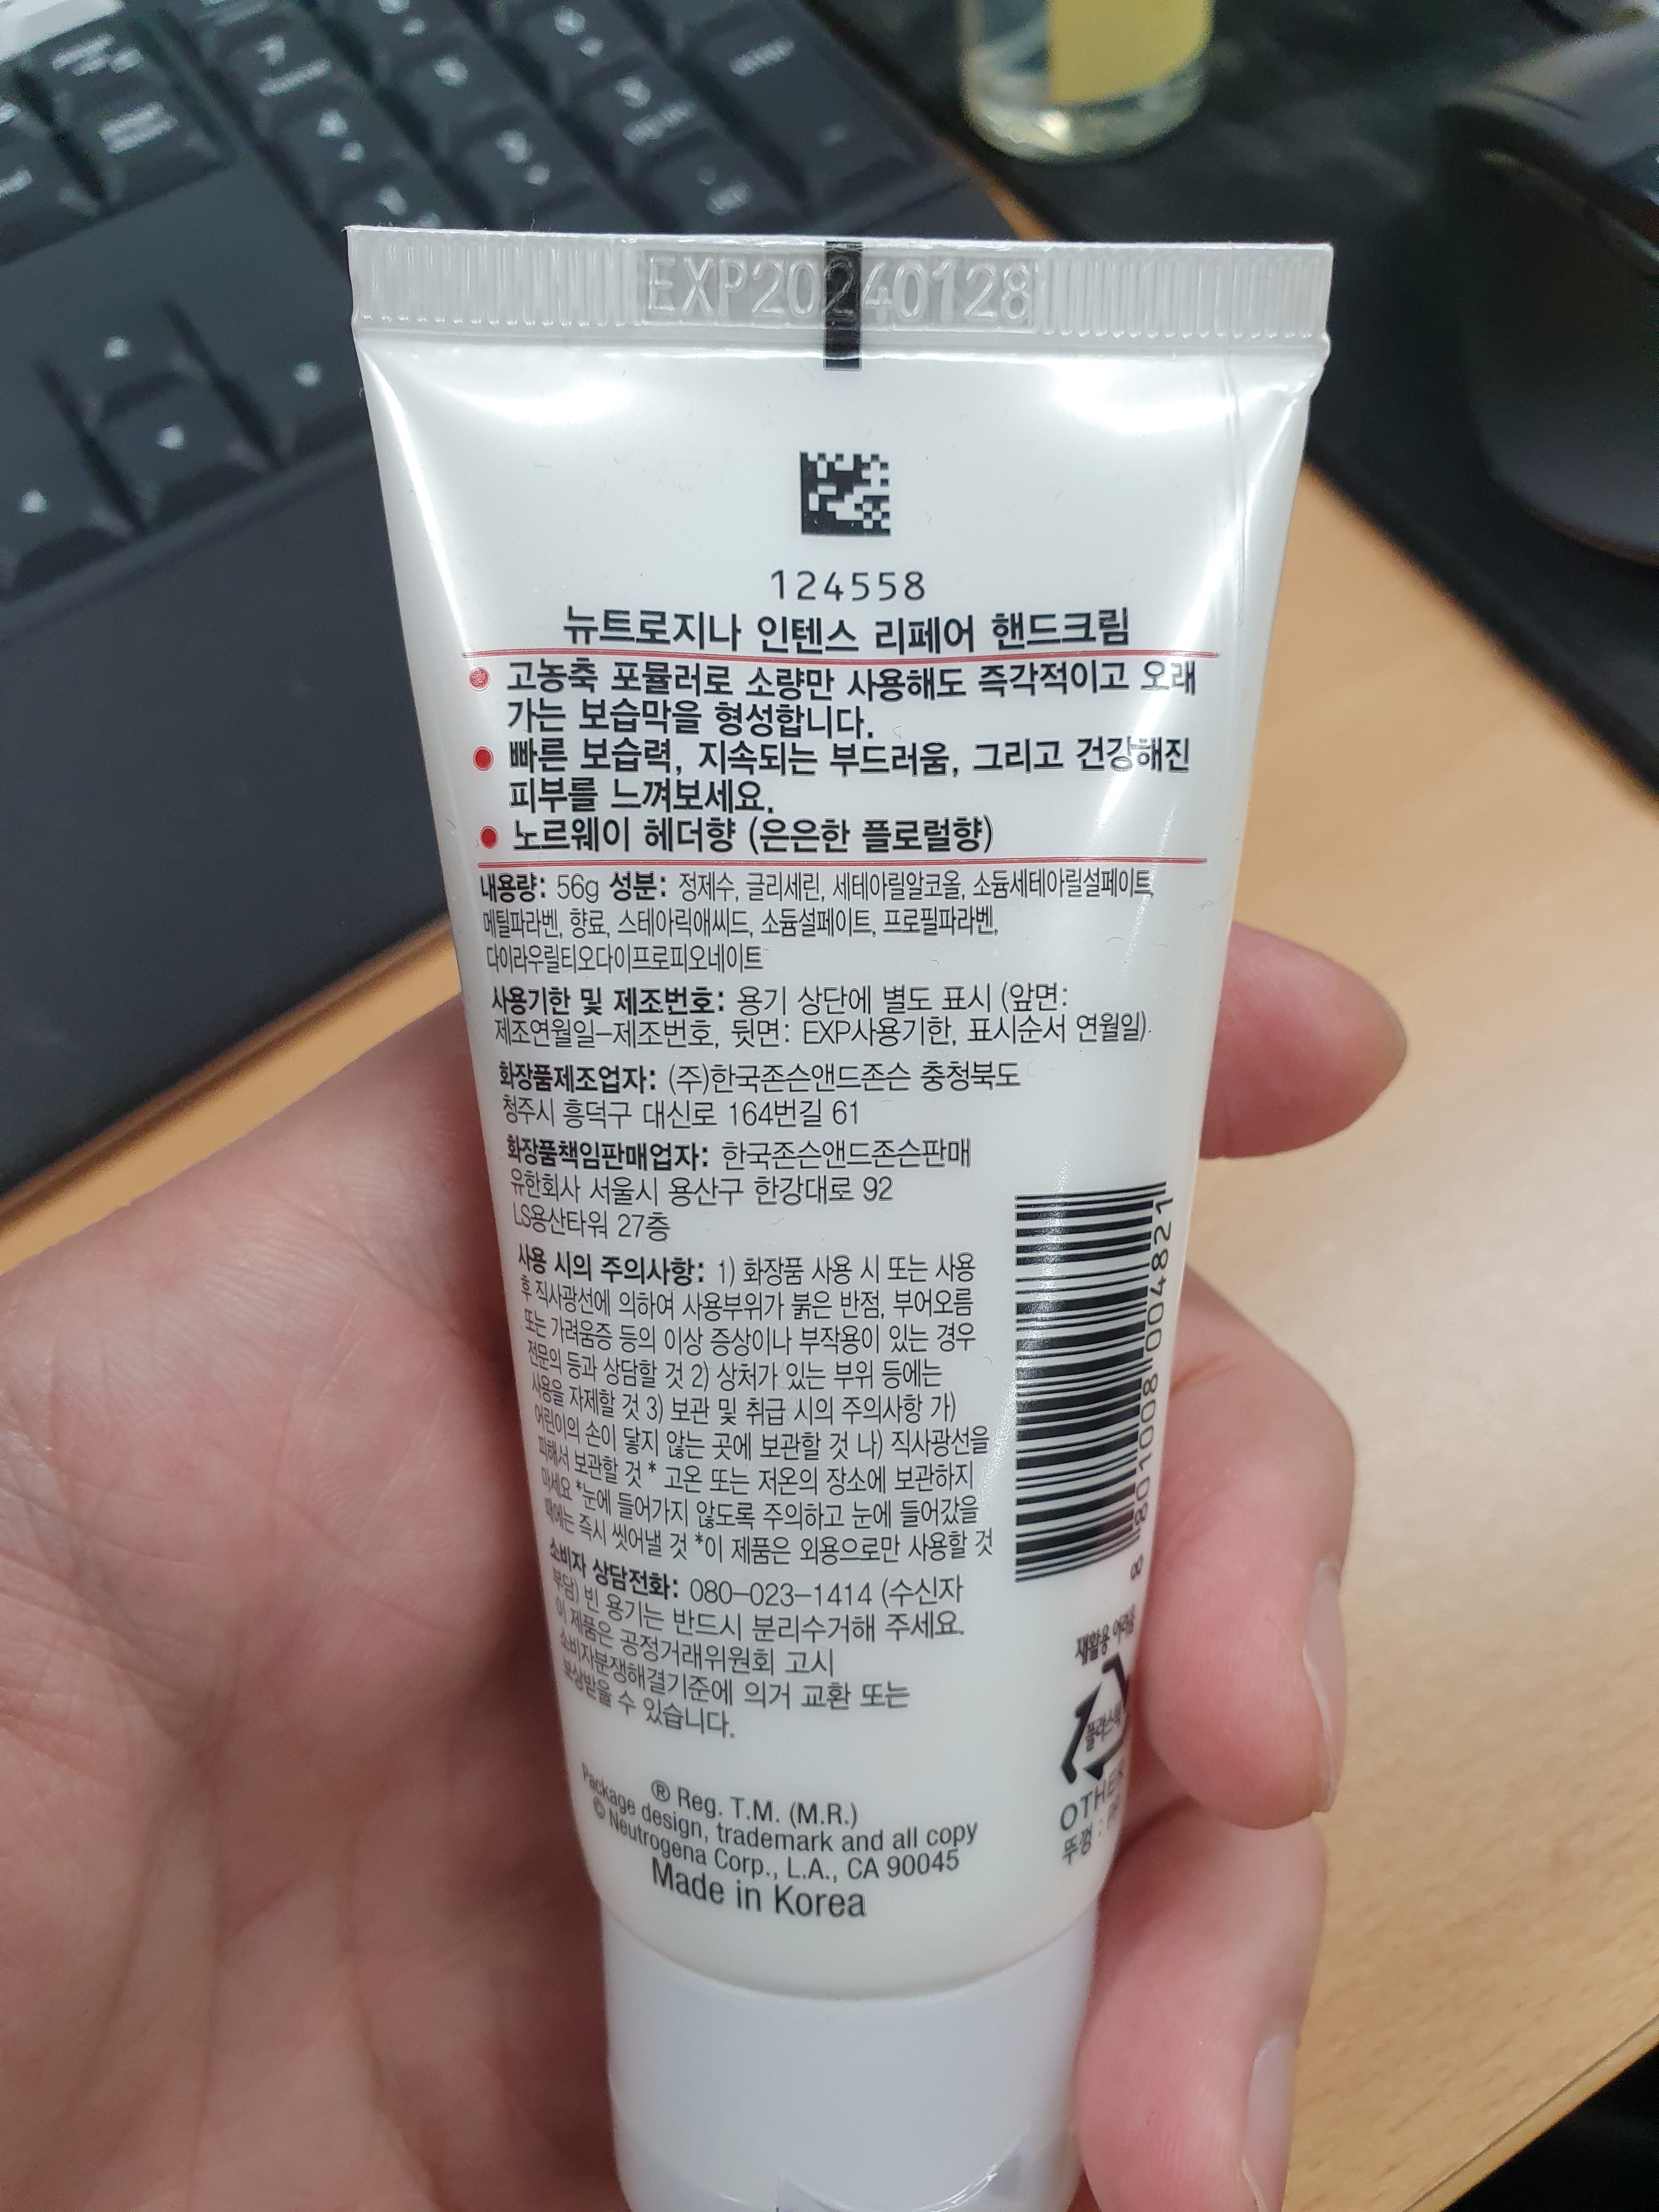 EXP20240128
124558
뉴트로지나 인텐스 리페어 핸드크림
고농축 포뮬러로 소량만 사용해도 즉각적이고 오래
가는 보습막을 형성합니다.
빠른 보습력, 지속되는 부드러움, 그리고 건강해진
피부를 느껴보세요.
노르웨이 헤더향 (은은한 플로럴향)
내용량: 56g 성분: 정제수, 글리세린, 세테아릴알코올, 소듐세테아릴설페이트,
메틸파라벤, 향료, 스테아릭애씨드, 소듐설페이트, 프로필파라벤,
다이라우릴티오다이프로피오네이트
사용기한 및 제조번호: 용기 상단에 별도 표시 (앞면:
제조연월일-제조번호, 뒷면: EXP사용기한, 표시순서 연월일).
화장품제조업자: (주)한국존슨앤드존슨 충청북도
청주시 흥덕구 대신로 164번길 61
화장품책임판매업자: 한국존슨앤드존슨판매
유한회사 서울시 용산구 한강대로 92
LS용산타워 27층
사용 시의 주의사항: 1) 화장품 사용 시 또는 사용
후 직사광선에 의하여 사용부위가 붉은 반점, 부어오름
또는 가려움증 등의 이상 증상이나 부작용이 있는 경우
전문의 등과 상담할 것 2) 상처가 있는 부위 등에는
사용을 자제할 것 3) 보관 및 취급 시의 주의사항 가)
어린이의 손이 닿지 않는 곳에 보관할 것 나) 직사광선을
피해서 보관할 것 * 고온 또는 저온의 장소에 보관하지
마세요 *눈에 들어가지 않도록 주의하고 눈에 들어갔을
때에는 즉시 씻어낼 것 *이 제품은 외용으로만 사용할 것
소비자 상담전화: 080-023-1414 (수신자
부담) 빈 용기는 반드시 분리수거해 주세요.
이 제품은 공정거래위원회 고시
소비자분쟁해결기준에 의거 교환 또는
보상받을 수 있습니다.
8 801008 004821
재활용 어려움
플라스틱
OTHER
뚜껑 :
® Reg. T.M. (M.R.)
Package design, trademark and all copy
© Neutrogena Corp., L.A., CA 90045
Made in Korea